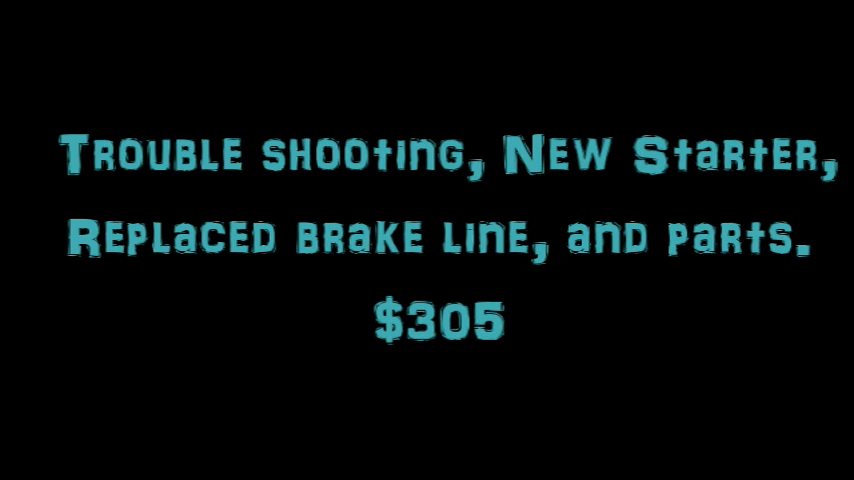 Trouble shooting, New Starter,
Replaced brake line, and parts.
$305